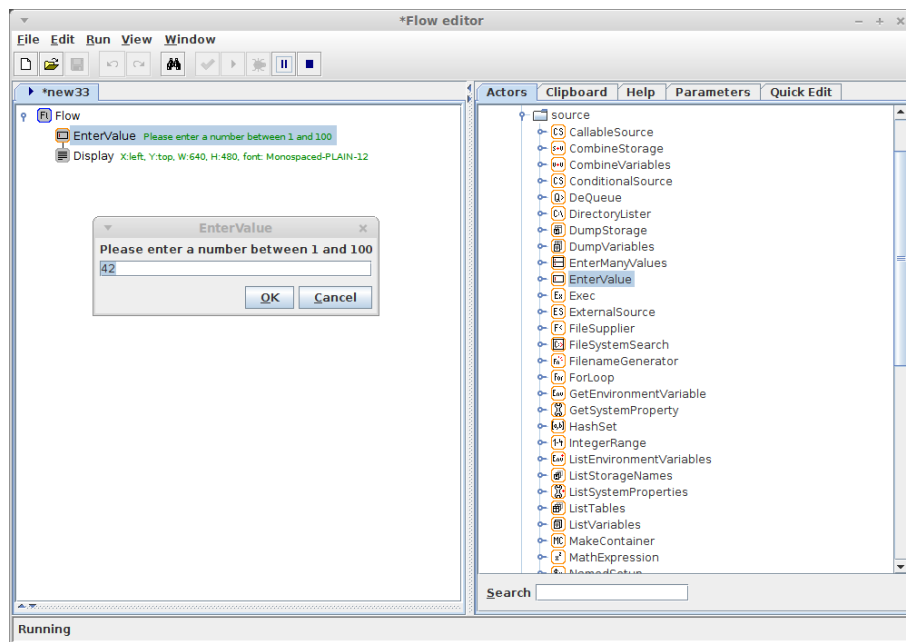 *Flow editor
File Edit Run View Window
*new33
Flow
EnterValue Please enter a number between 1 and 100
Display X:left, Y:top, W:640, H:480, font: Monospaced-PLAIN-12
EnterValue
Please enter a number between 1 and 100
42
OK Cancel
Actors Clipboard Help Parameters Quick Edit
source
CallableSource
CombineStorage
CombineVariables
ConditionalSource
DeQueue
DirectoryLister
DumpStorage
DumpVariables
EnterManyValues
EnterValue
Exec
ExternalSource
FileSupplier
FileSystemSearch
FilenameGenerator
ForLoop
GetEnvironmentVariable
GetSystemProperty
HashSet
IntegerRange
ListEnvironmentVariables
ListStorageNames
ListSystemProperties
ListTables
ListVariables
MakeContainer
MathExpression
NamedSetup
Search
Running